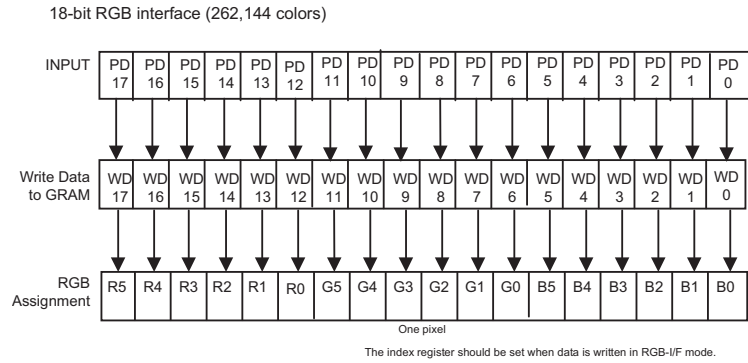 18-bit RGB interface (262,144 colors)
INPUT PD 17 PD 16 PD 15 PD 14 PD 13 PD 12 PD 11 PD 10 PD 9 PD 8 PD 7 PD 6 PD 5 PD 4 PD 3 PD 2 PD 1 PD 0
Write Data to GRAM WD 17 WD 16 WD 15 WD 14 WD 13 WD 12 WD 11 WD 10 WD 9 WD 8 WD 7 WD 6 WD 5 WD 4 WD 3 WD 2 WD 1 WD 0
RGB Assignment R5 R4 R3 R2 R1 R0 G5 G4 G3 G2 G1 G0 B5 B4 B3 B2 B1 B0
One pixel
The index register should be set when data is written in RGB-I/F mode.